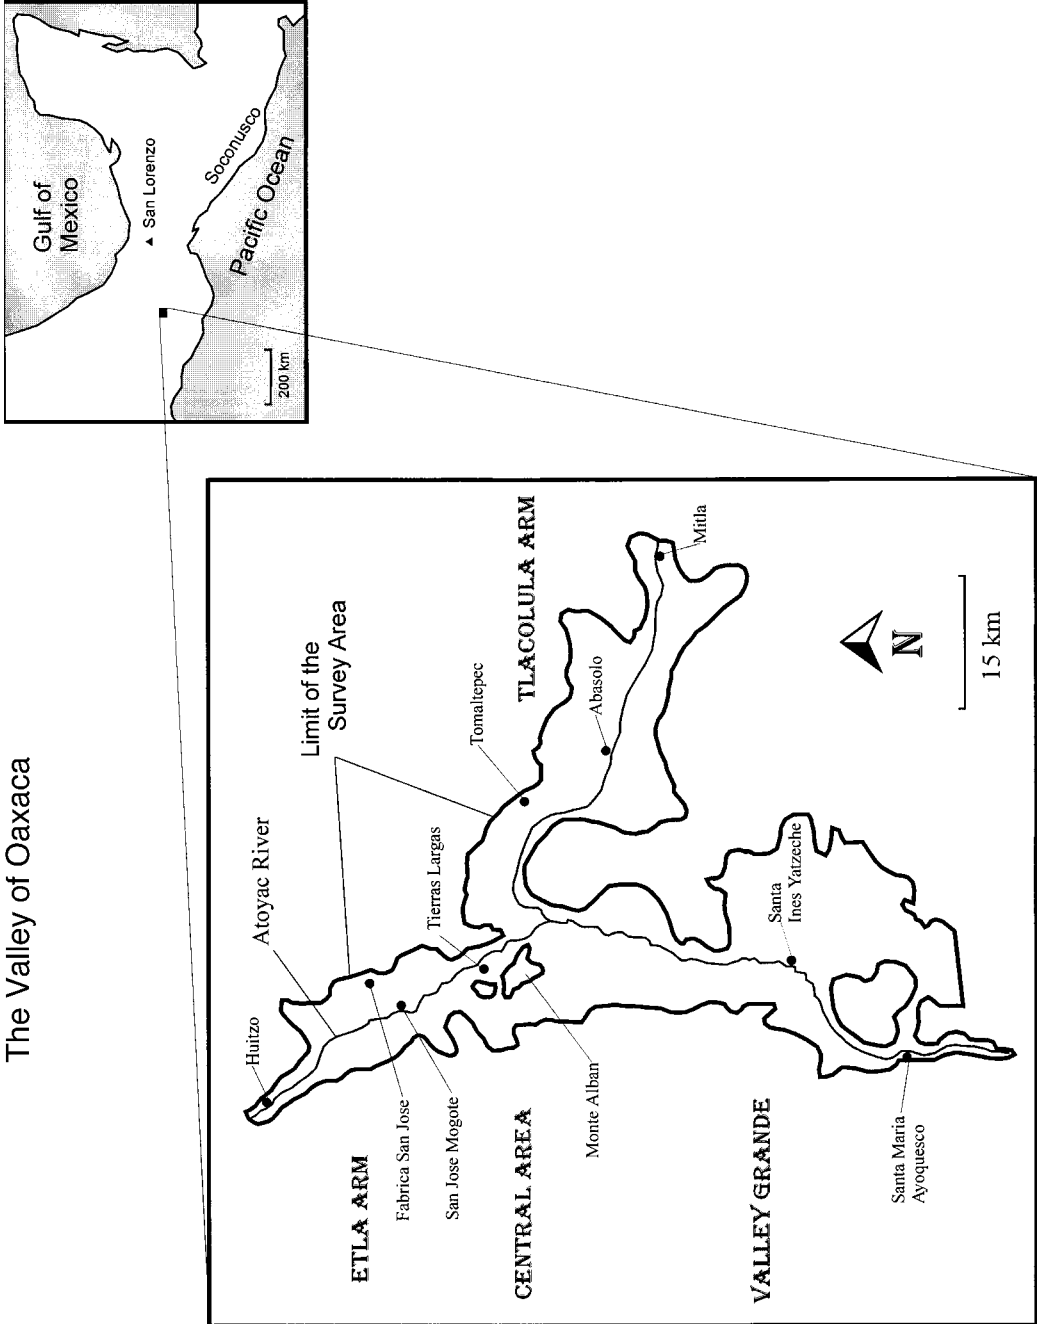 The Valley of Oaxaca
Gulf of
Mexico
San Lorenzo
Soconusco
Pacific Ocean
200 km
Limit of the
Survey Area
Atoyac River
Huitzo
Tierras Largas
Tomaltepec
TLACOLULA ARM
Abasolo
Mitla
ETLA ARM
Fabrica San Jose
San Jose Mogote
CENTRAL AREA
Monte Alban
Santa
Ines Yatzeche
VALLEY GRANDE
Santa Maria
Ayoquesco
N
15 km